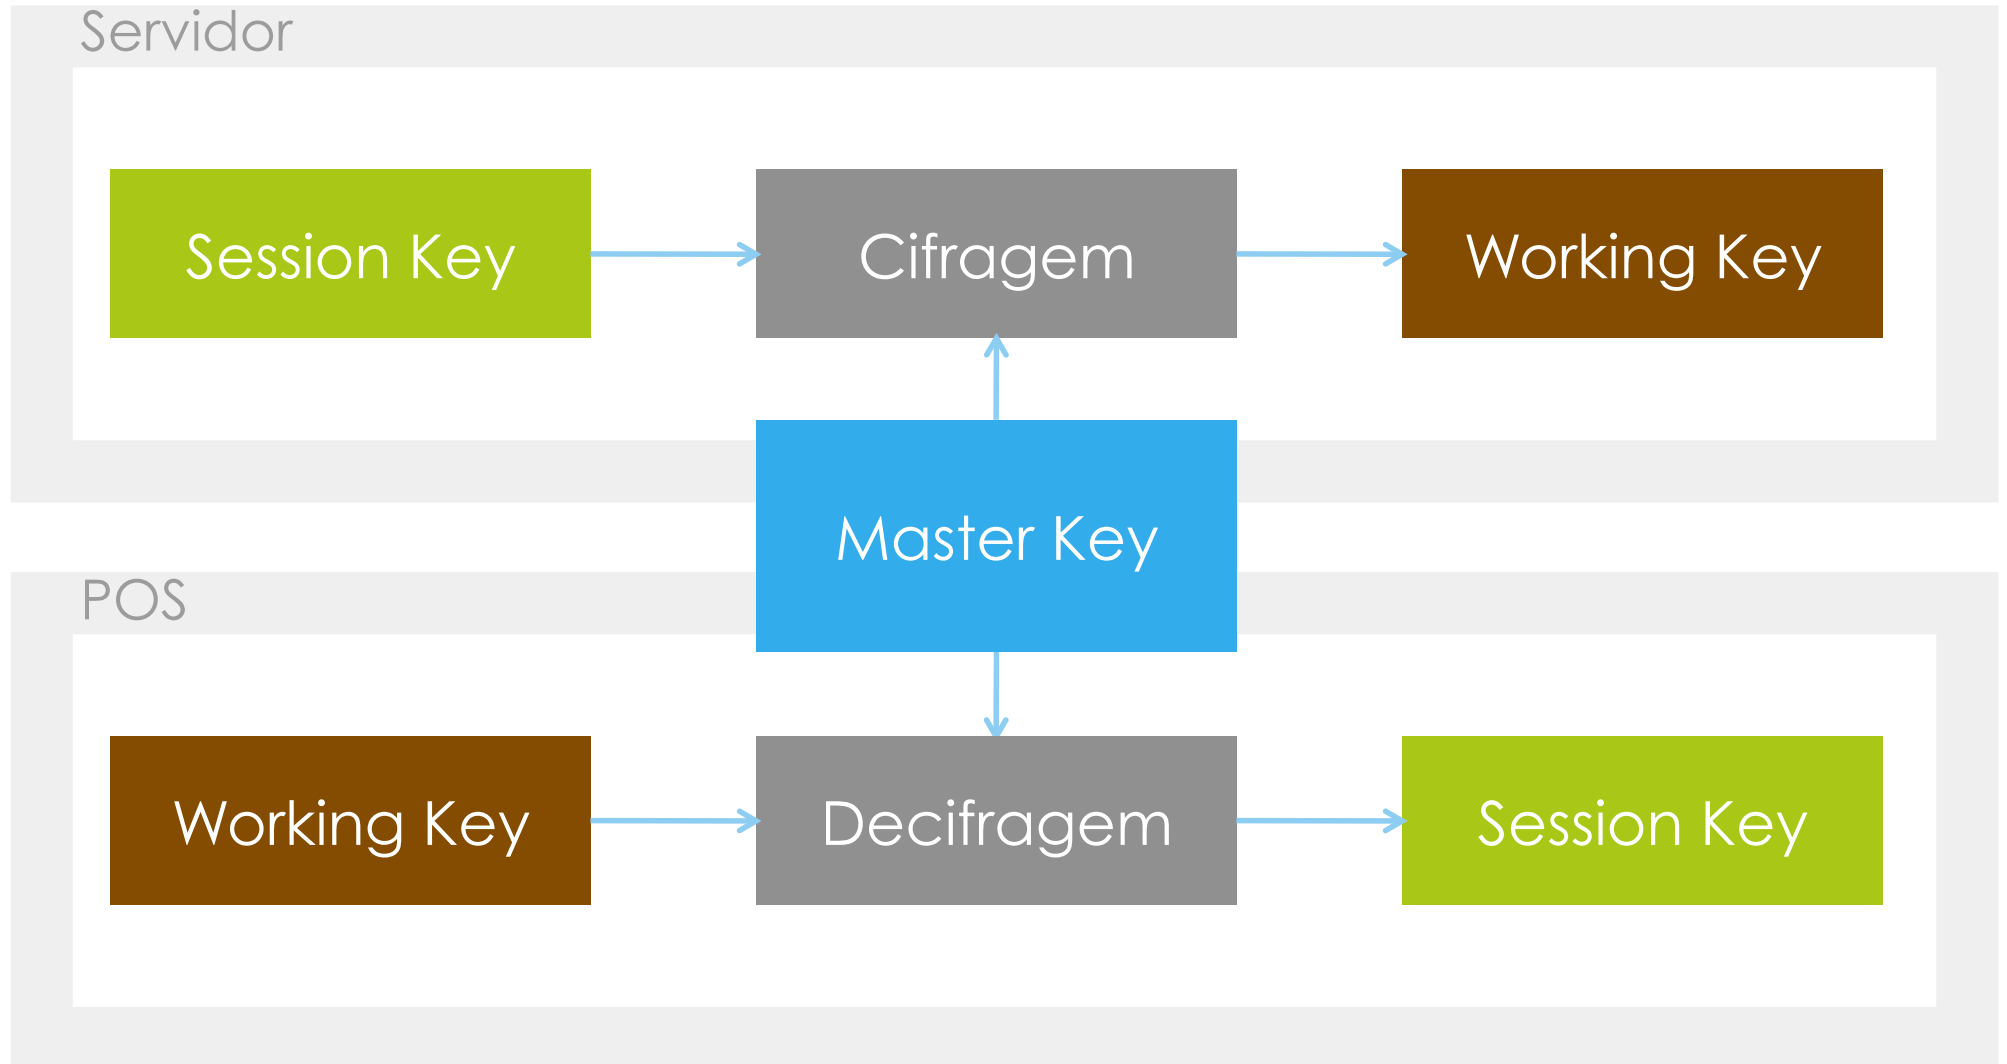 Servidor
Session Key
Cifragem
Working Key
Master Key
POS
Working Key
Decifragem
Session Key